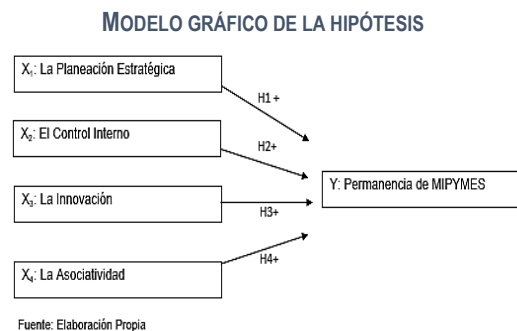 MODELO GRÁFICO DE LA HIPÓTESIS
X₁: La Planeación Estratégica
H1 +
X₂: El Control Interno
H2+
Y: Permanencia de MIPYMES
X₃: La Innovación
H3+
X₄: La Asociatividad
H4+
Fuente: Elaboración Propia